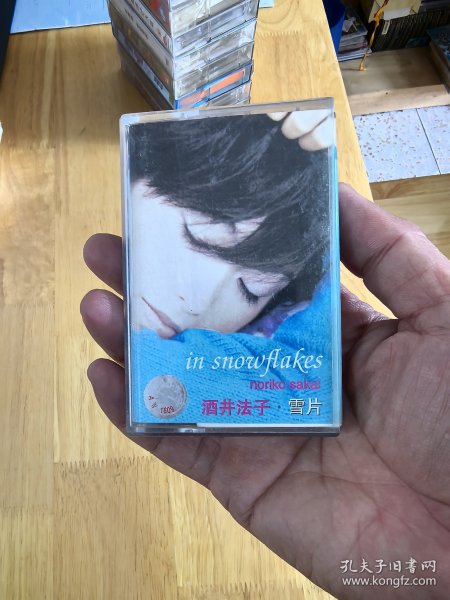 in snowflakes
noriko sakai
酒井法子·雪片
1809
孔夫子旧书网
www.kongfz.com